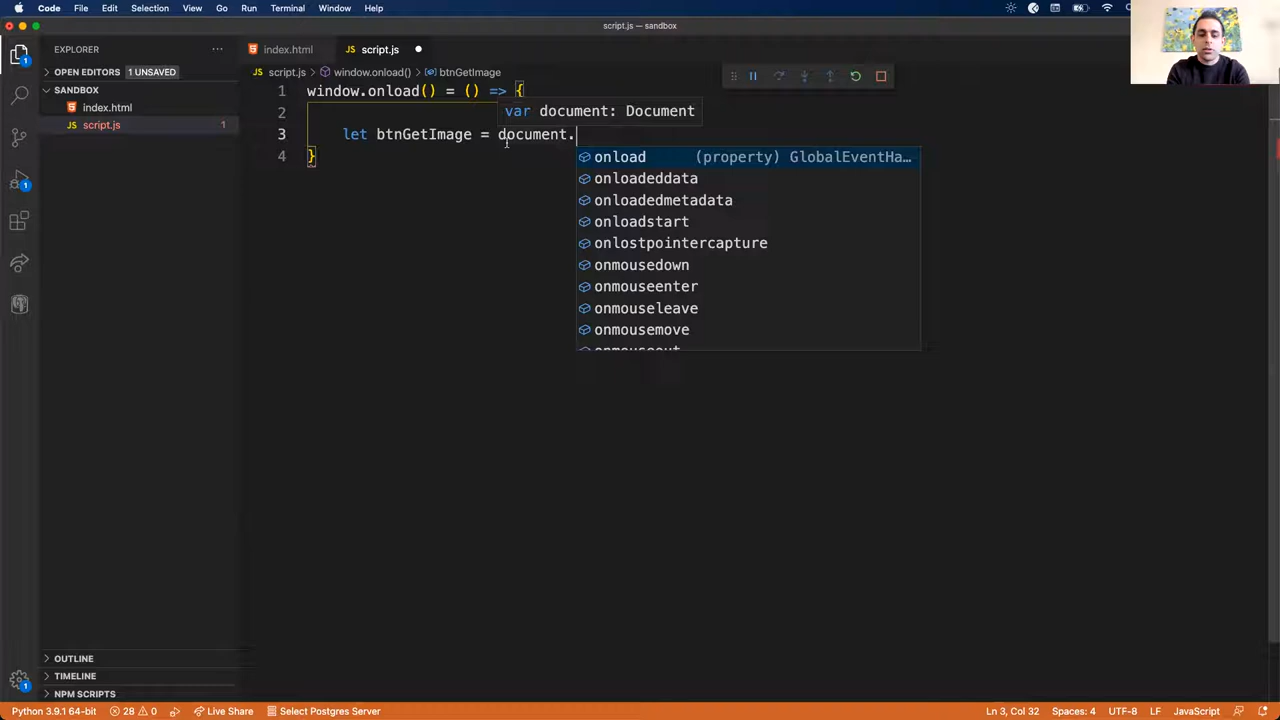 Code File Edit Selection View Go Run Terminal Window Help
script.js — sandbox
EXPLORER
index.html
script.js
OPEN EDITORS 1 UNSAVED
script.js > window.onload() > btnGetImage
SANDBOX
index.html
script.js 1
1 window.onload() = () => {
var document: Document
2
3 let btnGetImage = document.
4 }
onload (property) GlobalEventHa…
onloadeddata
onloadedmetadata
onloadstart
onlostpointercapture
onmousedown
onmouseenter
onmouseleave
onmousemove
onmouseout
1
1
1
OUTLINE
TIMELINE
NPM SCRIPTS
Python 3.9.1 64-bit 28 0 Live Share Select Postgres Server Ln 3, Col 32 Spaces: 4 UTF-8 LF JavaScript